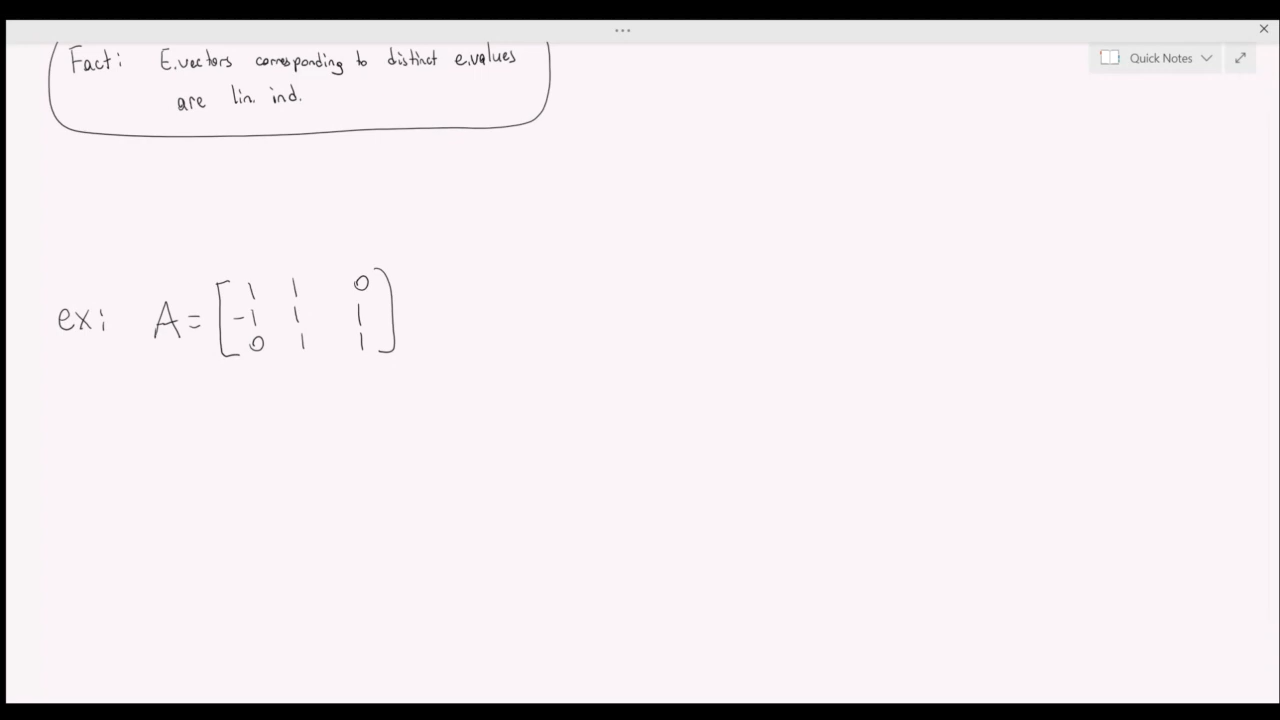 Fact: E.vectors corresponding to distinct e.values
are lin. ind.
Quick Notes
ex: A = [ 1 1 0
-1 1 1
0 1 1 ]